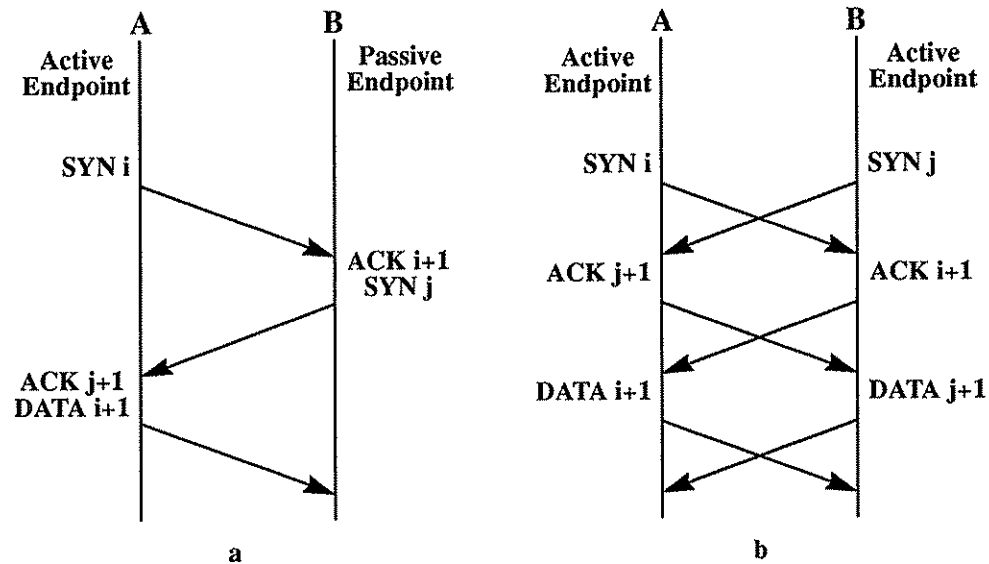 A
B
Active
Endpoint
Passive
Endpoint
SYN i
ACK i+1
SYN j
ACK j+1
DATA i+1
a
A
B
Active
Endpoint
Active
Endpoint
SYN i
SYN j
ACK j+1
ACK i+1
DATA i+1
DATA j+1
b